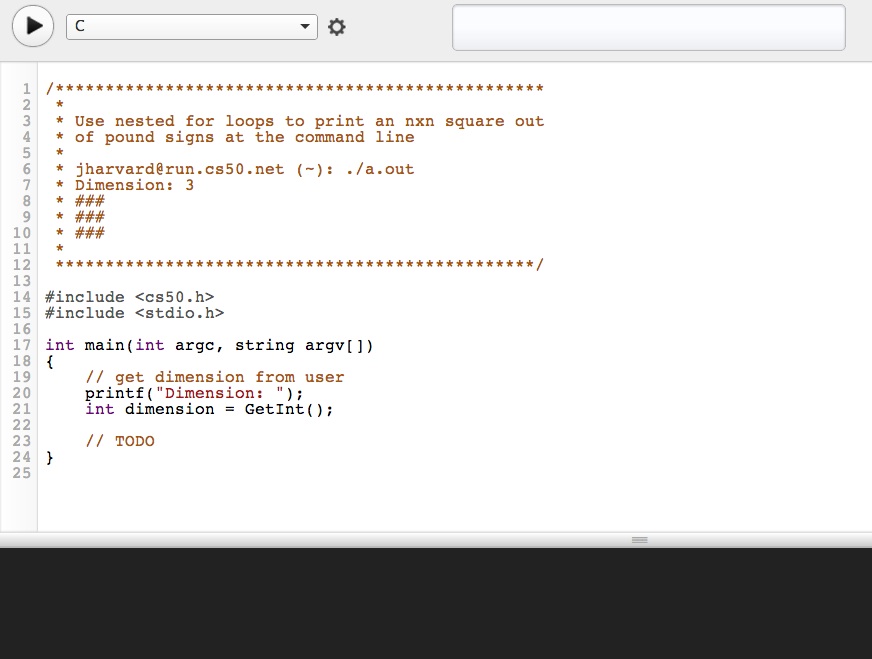 C
1 /*************************************************
2  *
3  * Use nested for loops to print an nxn square out
4  * of pound signs at the command line
5  *
6  * jharvard@run.cs50.net (~): ./a.out
7  * Dimension: 3
8  * ###
9  * ###
10  * ###
11  *
12  ************************************************/
13
14 #include <cs50.h>
15 #include <stdio.h>
16
17 int main(int argc, string argv[])
18 {
19     // get dimension from user
20     printf("Dimension: ");
21     int dimension = GetInt();
22
23     // TODO
24 }
25